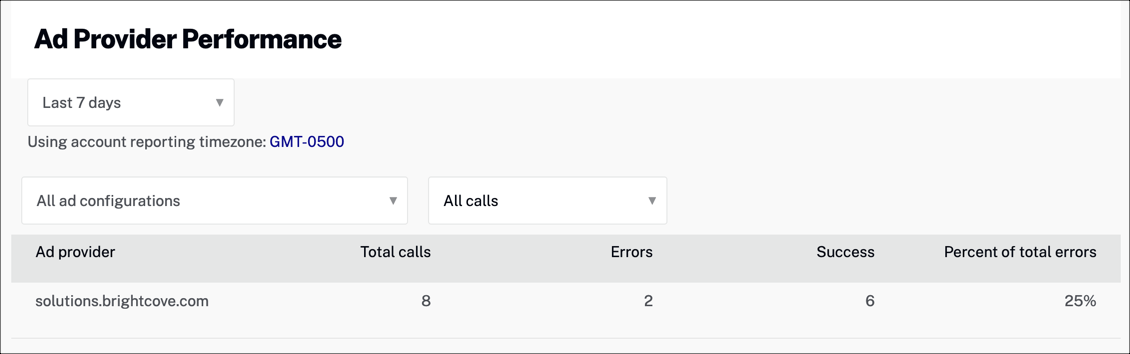 Ad Provider Performance
Last 7 days
Using account reporting timezone: GMT-0500
All ad configurations All calls
Ad provider Total calls Errors Success Percent of total errors
solutions.brightcove.com 8 2 6 25%